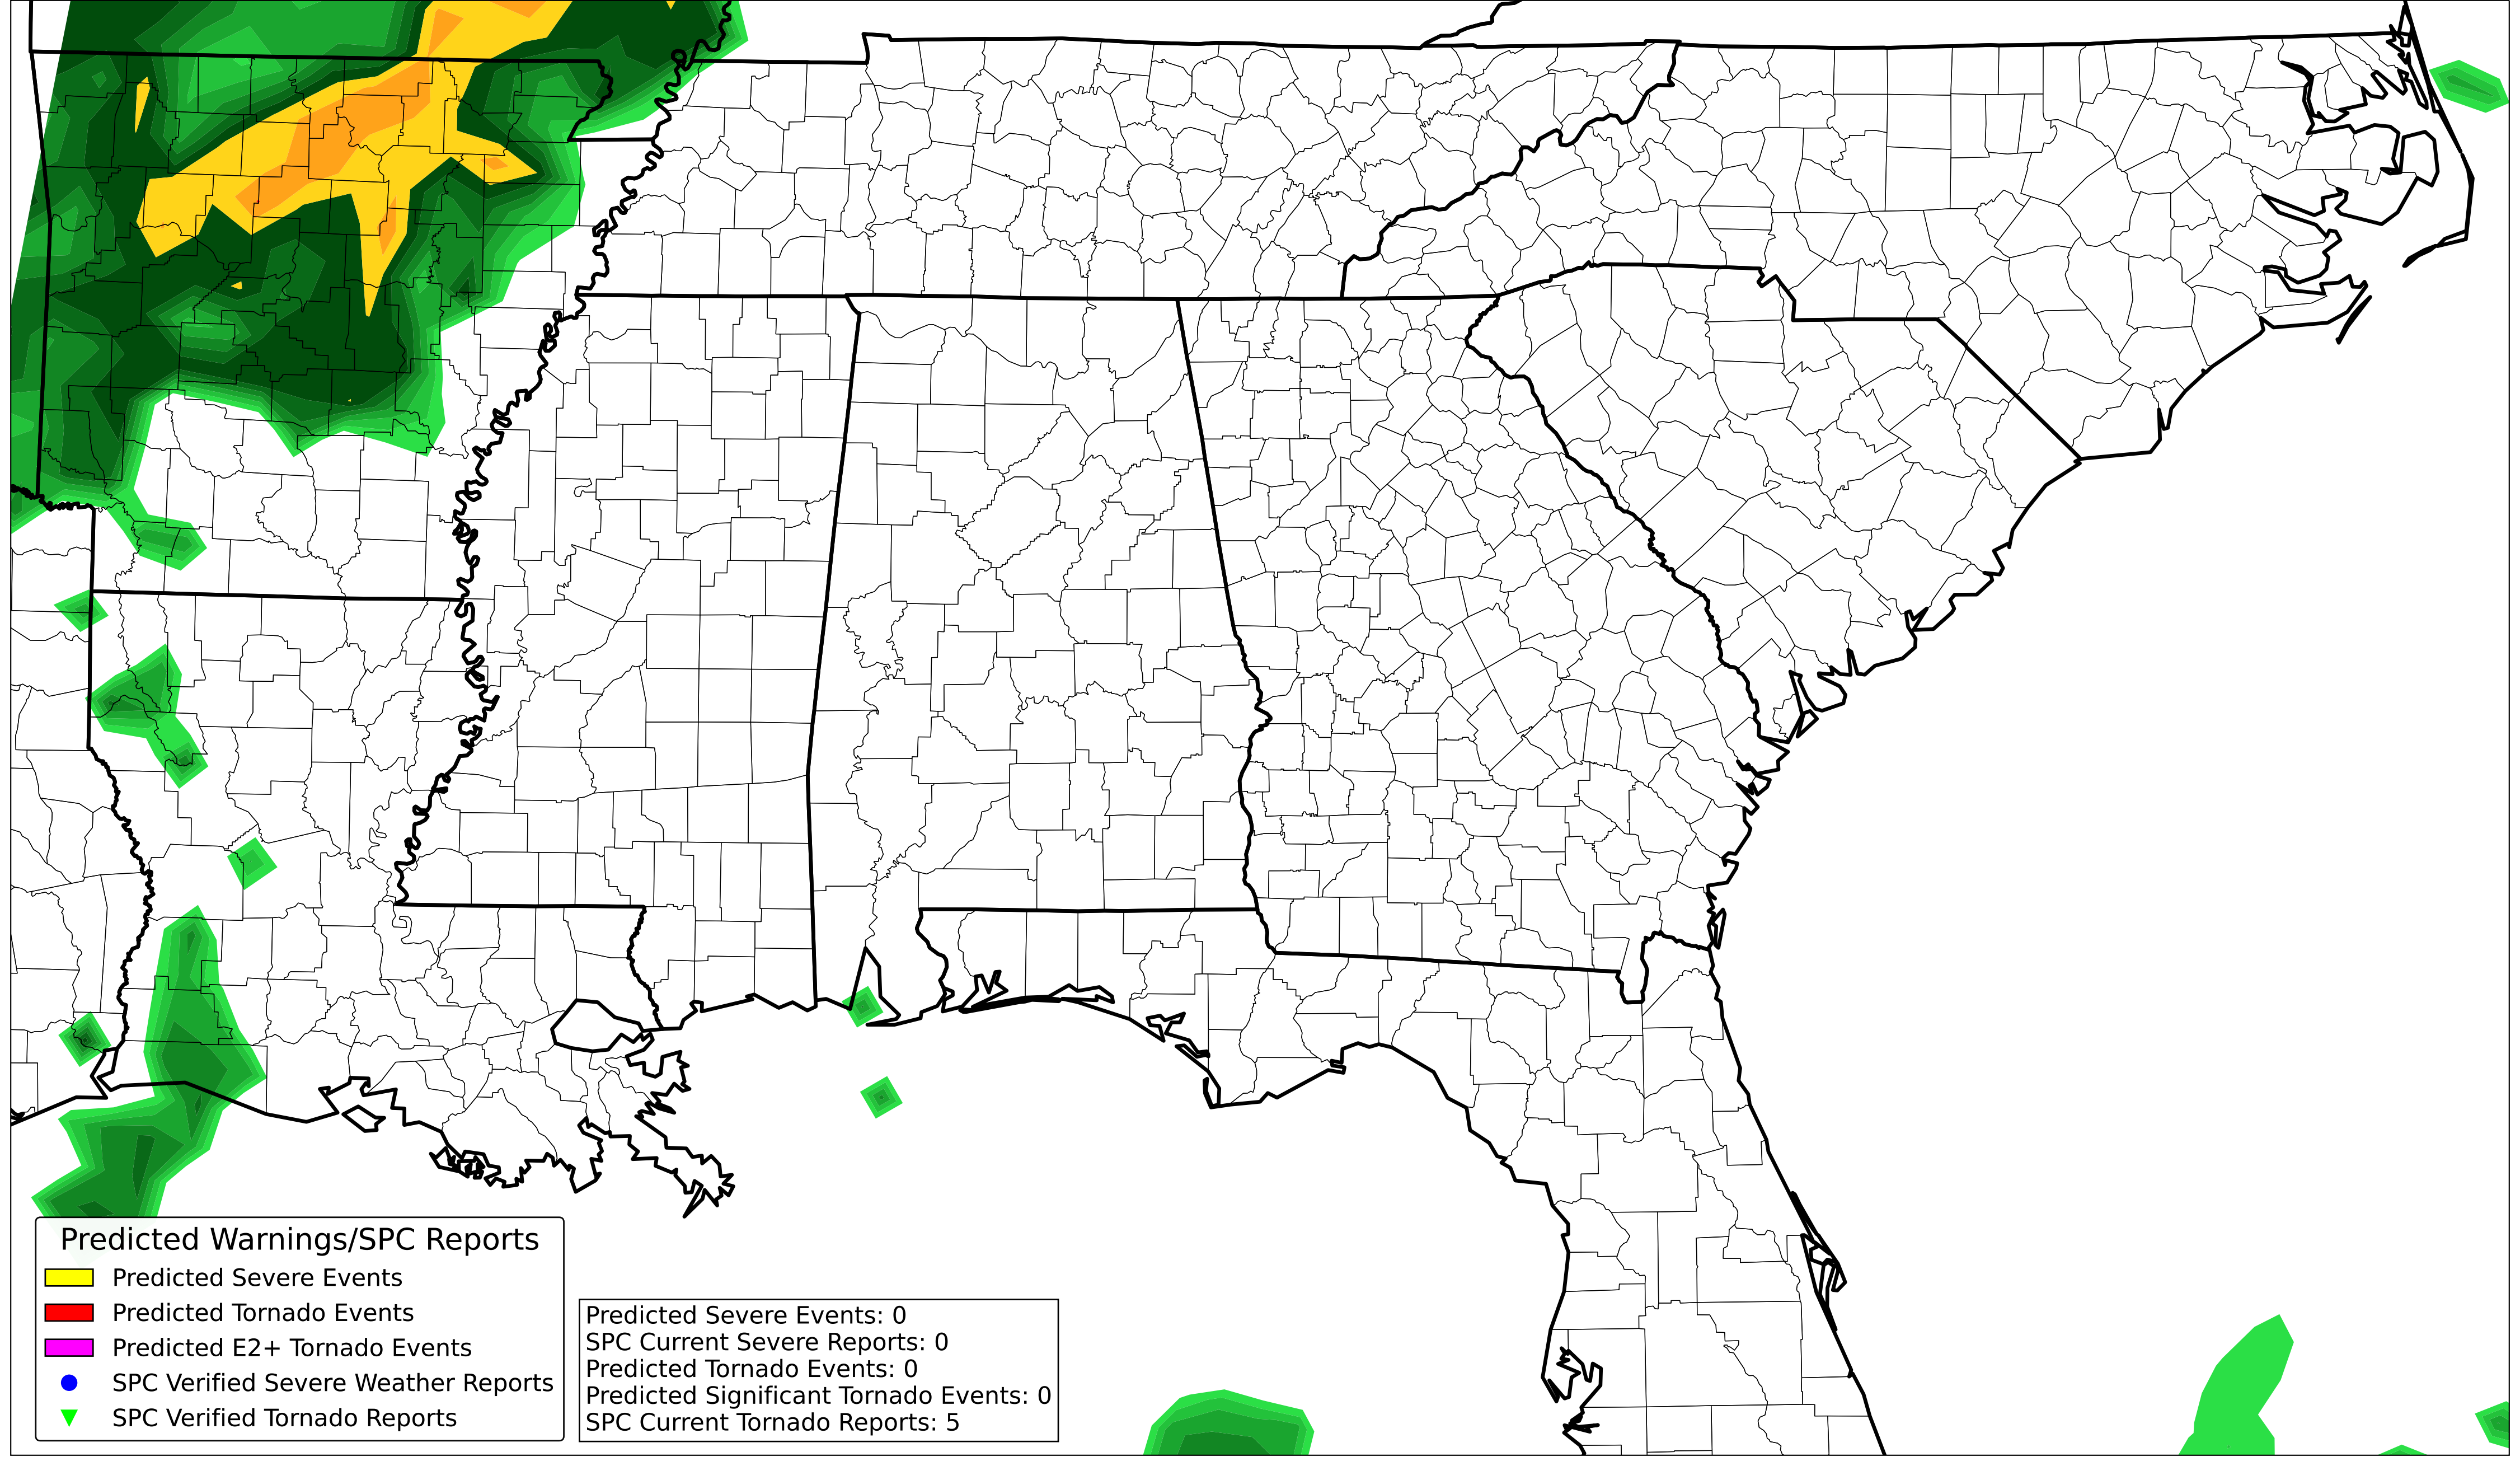 Predicted Warnings/SPC Reports
Predicted Severe Events
Predicted Tornado Events
Predicted E2+ Tornado Events
SPC Verified Severe Weather Reports
SPC Verified Tornado Reports
Predicted Severe Events: 0
SPC Current Severe Reports: 0
Predicted Tornado Events: 0
Predicted Significant Tornado Events: 0
SPC Current Tornado Reports: 5